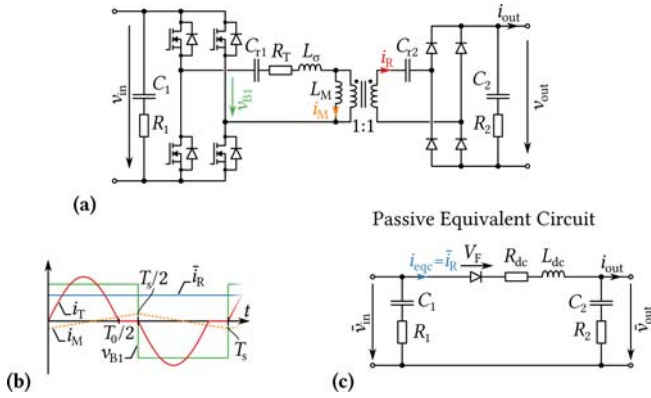 v_in
C_1
R_1
C_r1
R_T
L_σ
v_B1
L_M
i_M
1:1
i_R
C_r2
i_out
C_2
R_2
v_out
(a)
Passive Equivalent Circuit
T_s/2
ī_R
t
i_T
T_0/2
i_M
v_B1
T_s
(b)
i_eqc=ī_R
V_F
R_dc
L_dc
i_out
C_1
R_1
v̄_in
C_2
R_2
v̄_out
(c)